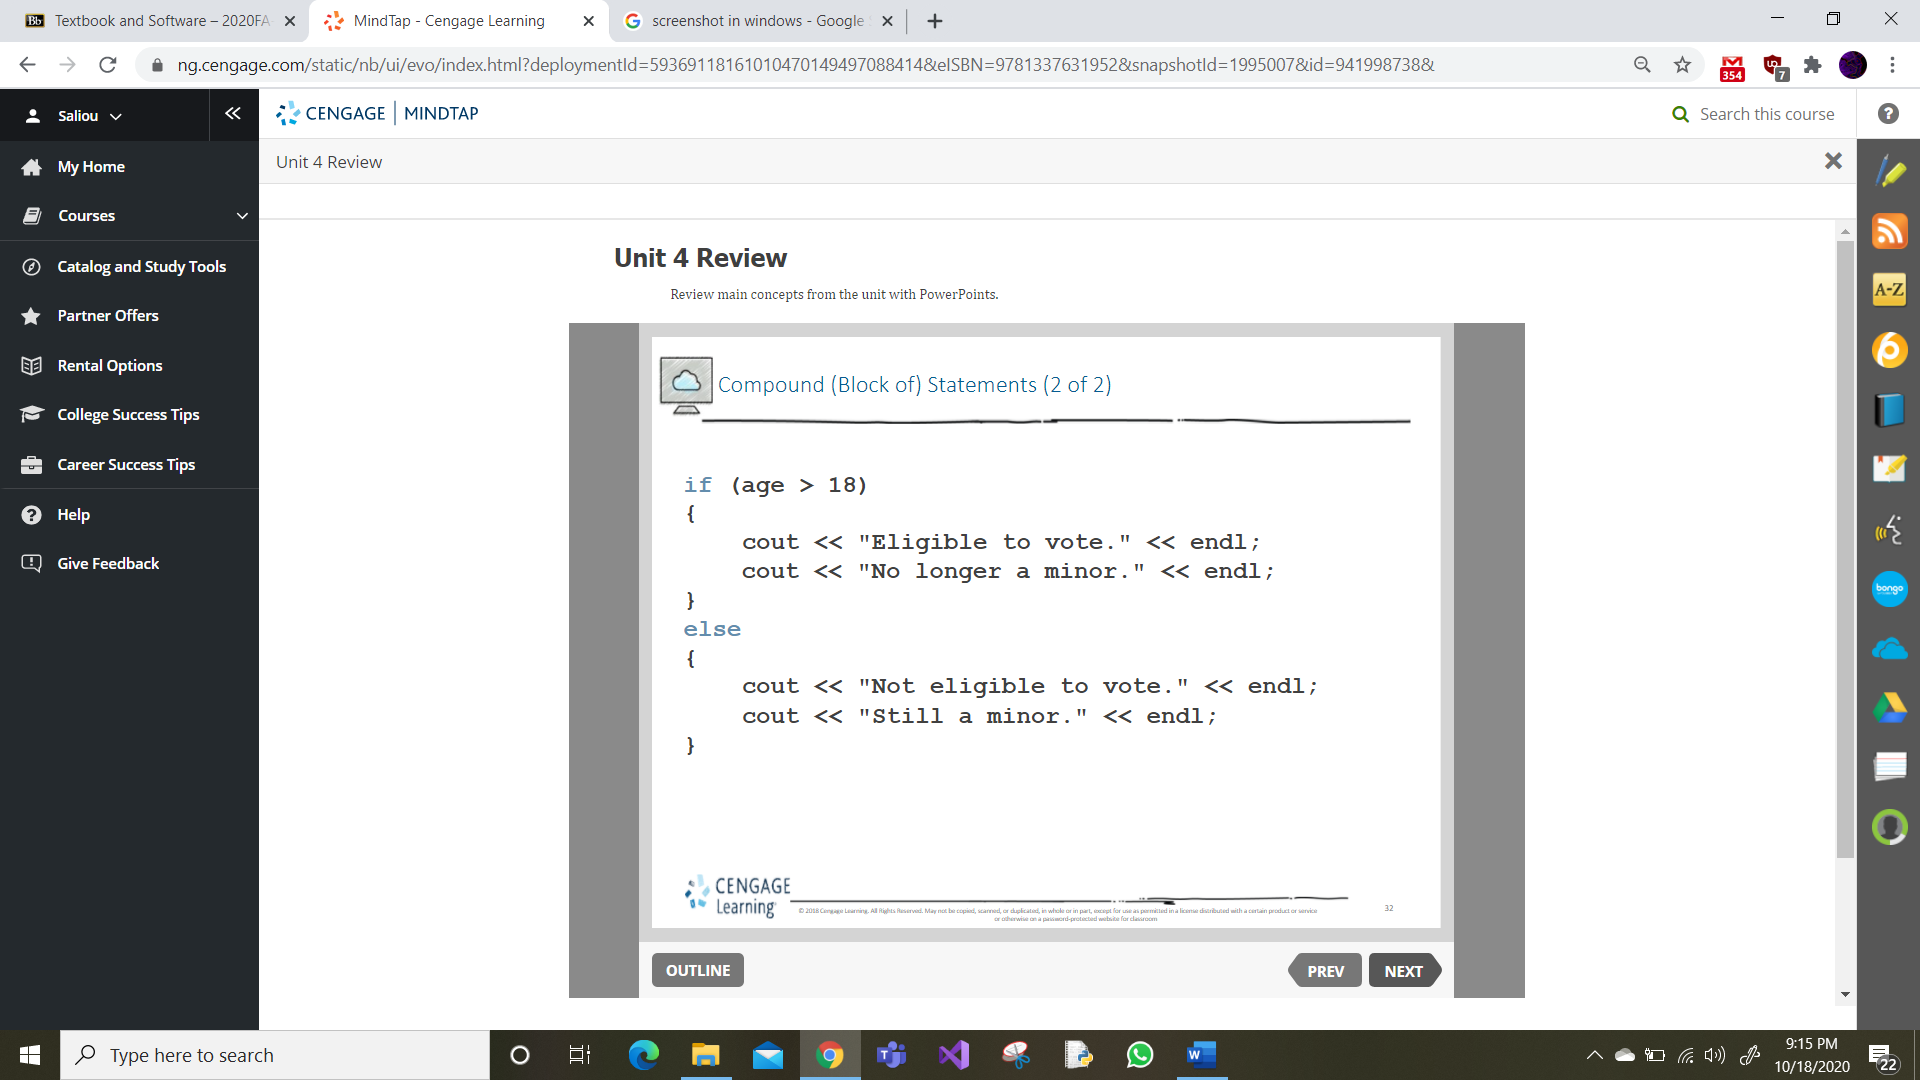 Textbook and Software – 2020FA
MindTap - Cengage Learning
screenshot in windows - Google
ng.cengage.com/static/nb/ui/evo/index.html?deploymentId=59369118161010470149497088414&eISBN=9781337631952&snapshotId=1995007&id=941998738&
354
7
Saliou
CENGAGE | MINDTAP
Search this course
My Home
Unit 4 Review
Courses
Catalog and Study Tools
Partner Offers
Rental Options
College Success Tips
Career Success Tips
Help
Give Feedback
Unit 4 Review
Review main concepts from the unit with PowerPoints.
Compound (Block of) Statements (2 of 2)
if (age > 18)
{
cout << "Eligible to vote." << endl;
cout << "No longer a minor." << endl;
}
else
{
cout << "Not eligible to vote." << endl;
cout << "Still a minor." << endl;
}
CENGAGE
Learning
© 2018 Cengage Learning. All Rights Reserved. May not be copied, scanned, or duplicated, in whole or in part, except for use as permitted in a license distributed with a certain product or service
or otherwise on a password-protected website for classroom
32
OUTLINE
PREV
NEXT
A-Z
bongo
Type here to search
9:15 PM
10/18/2020
22